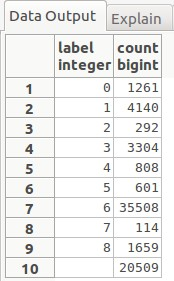 Data Output Explain
label integer count bigint
1 0 1261
2 1 4140
3 2 292
4 3 3304
5 4 808
6 5 601
7 6 35508
8 7 114
9 8 1659
10 20509